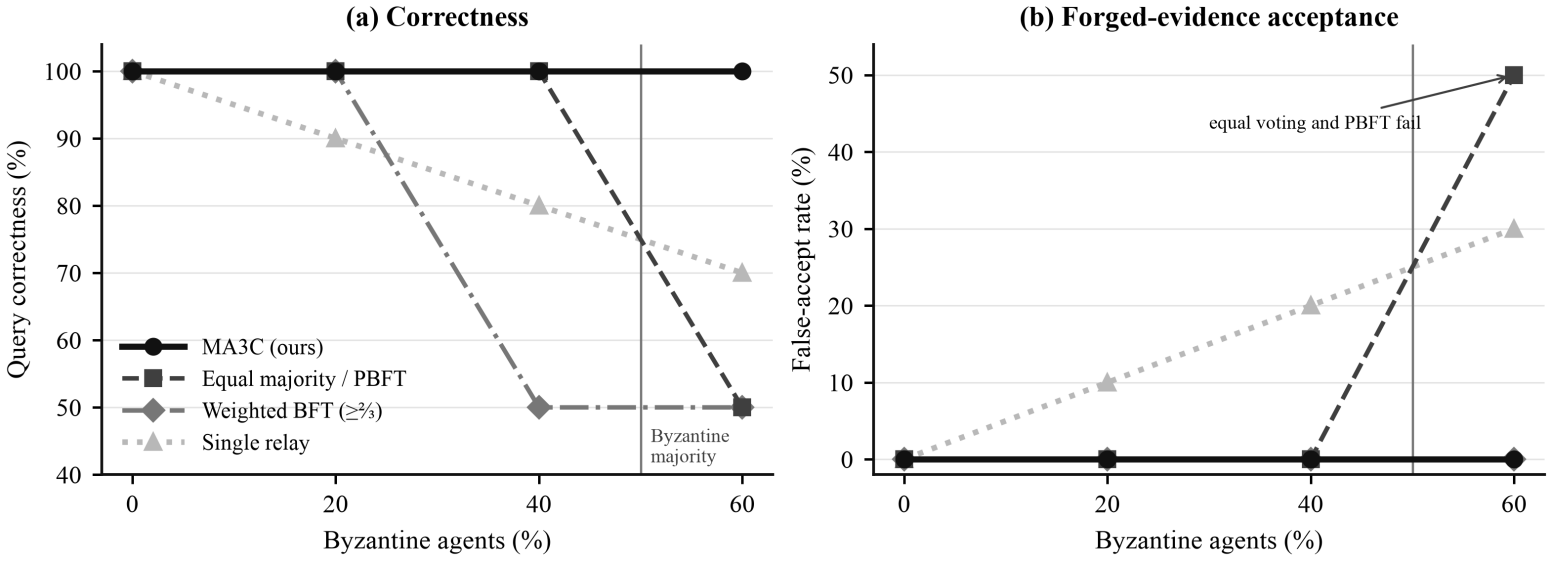 (a) Correctness
Query correctness (%)
100
90
80
70
60
50
40
MA3C (ours)
Equal majority / PBFT
Weighted BFT (≥⅔)
Single relay
Byzantine
majority
0
20
40
60
Byzantine agents (%)
(b) Forged-evidence acceptance
False-accept rate (%)
50
40
30
20
10
0
equal voting and PBFT fail
0
20
40
60
Byzantine agents (%)